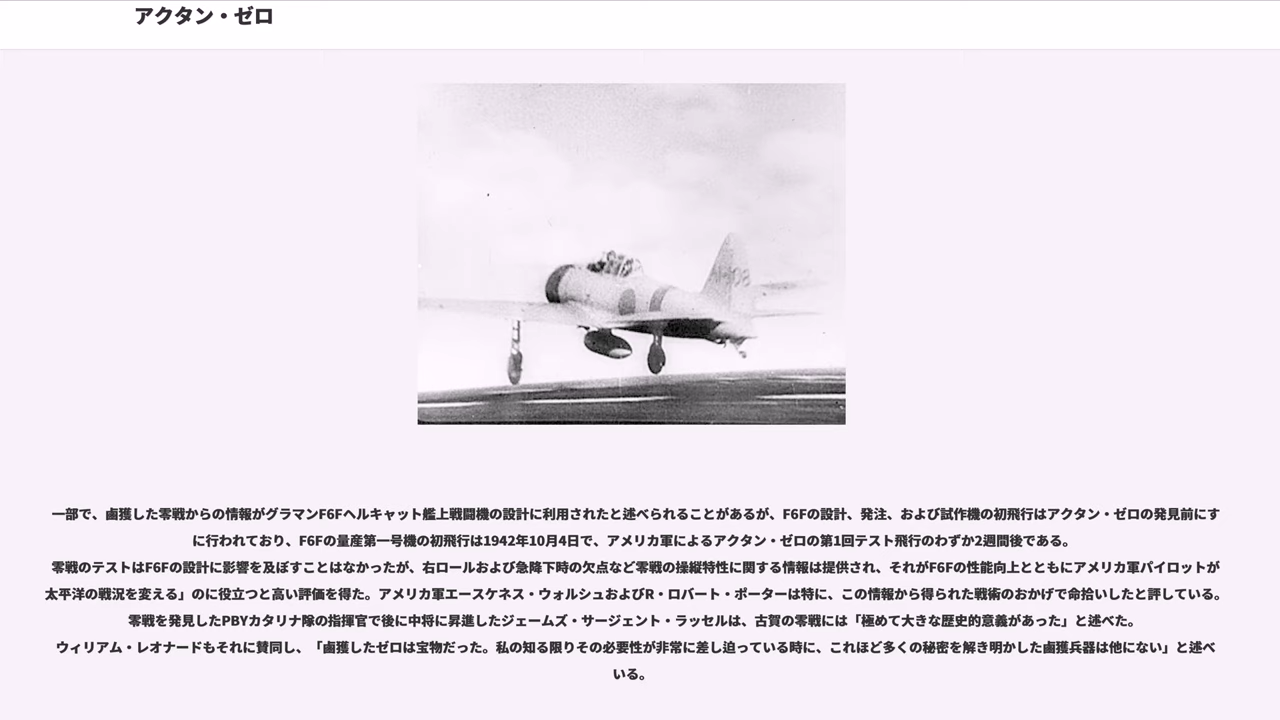 アクタン・ゼロ
一部で、鹵獲した零戦からの情報がグラマンF6Fヘルキャット艦上戦闘機の設計に利用されたと述べられることがあるが、F6Fの設計、発注、および試作機の初飛行はアクタン・ゼロの発見前にす
に行われており、F6Fの量産第一号機の初飛行は1942年10月4日で、アメリカ軍によるアクタン・ゼロの第1回テスト飛行のわずか2週間後である。
零戦のテストはF6Fの設計に影響を及ぼすことはなかったが、右ロールおよび急降下時の欠点など零戦の操縦特性に関する情報は提供され、それがF6Fの性能向上とともにアメリカ軍パイロットが
太平洋の戦況を変える」のに役立つと高い評価を得た。アメリカ軍エースケネス・ウォルシュおよびR・ロバート・ポーターは特に、この情報から得られた戦術のおかげで命拾いしたと評している。
零戦を発見したPBYカタリナ隊の指揮官で後に中将に昇進したジェームズ・サージェント・ラッセルは、古賀の零戦には「極めて大きな歴史的意義があった」と述べた。
ウィリアム・レオナードもそれに賛同し、「鹵獲したゼロは宝物だった。私の知る限りその必要性が非常に差し迫っている時に、これほど多くの秘密を解き明かした鹵獲兵器は他にない」と述べ
いる。